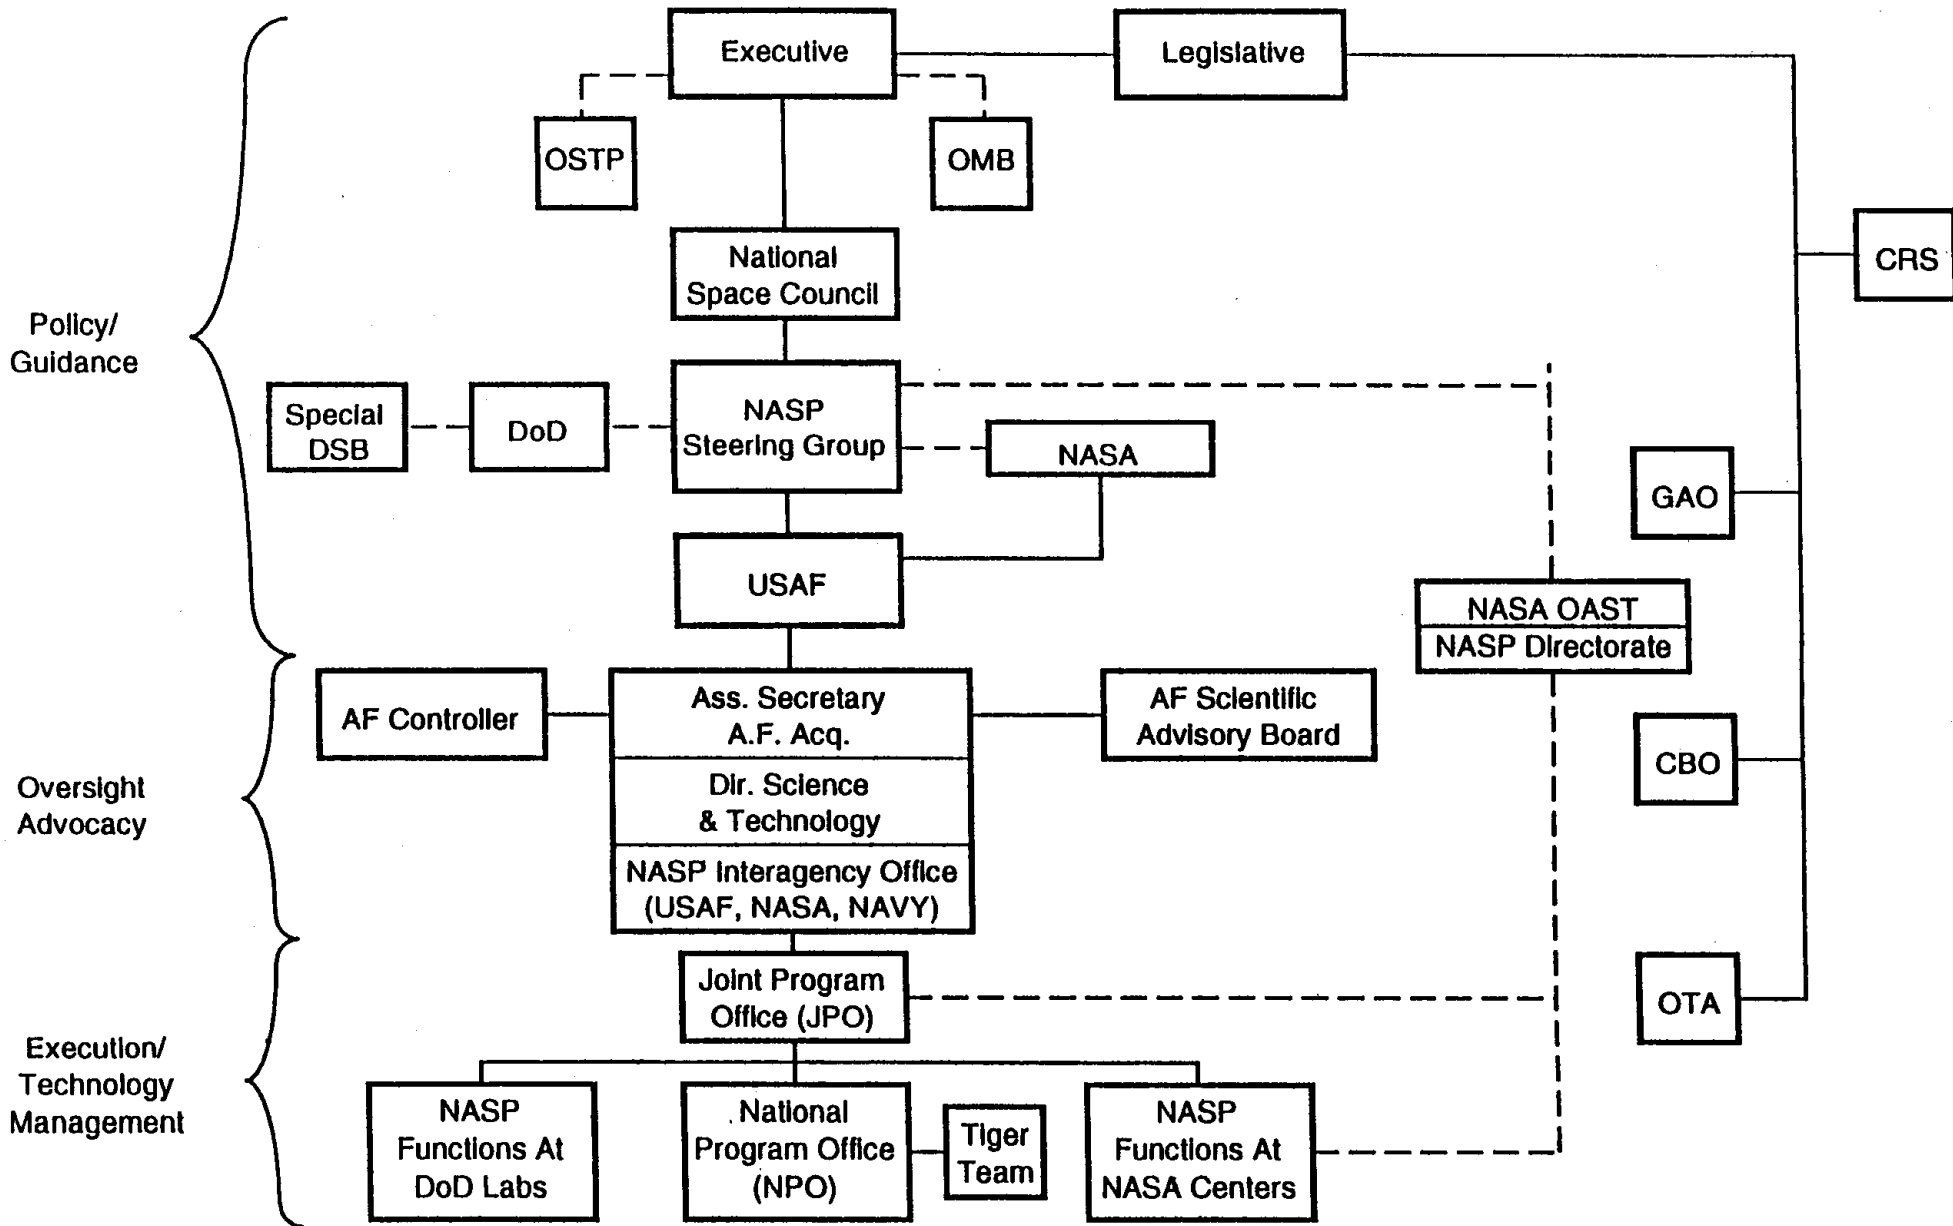 Executive
Legislative
OSTP
OMB
National
Space Council
CRS
Policy/
Guidance
Special
DSB
DoD
NASP
Steering Group
NASA
GAO
USAF
NASA OAST
NASP Directorate
AF Controller
Ass. Secretary
A.F. Acq.
AF Scientific
Advisory Board
Oversight
Advocacy
Dir. Science
& Technology
CBO
NASP Interagency Office
(USAF, NASA, NAVY)
Joint Program
Office (JPO)
OTA
Execution/
Technology
Management
NASP
Functions At
DoD Labs
National
Program Office
(NPO)
Tiger
Team
NASP
Functions At
NASA Centers